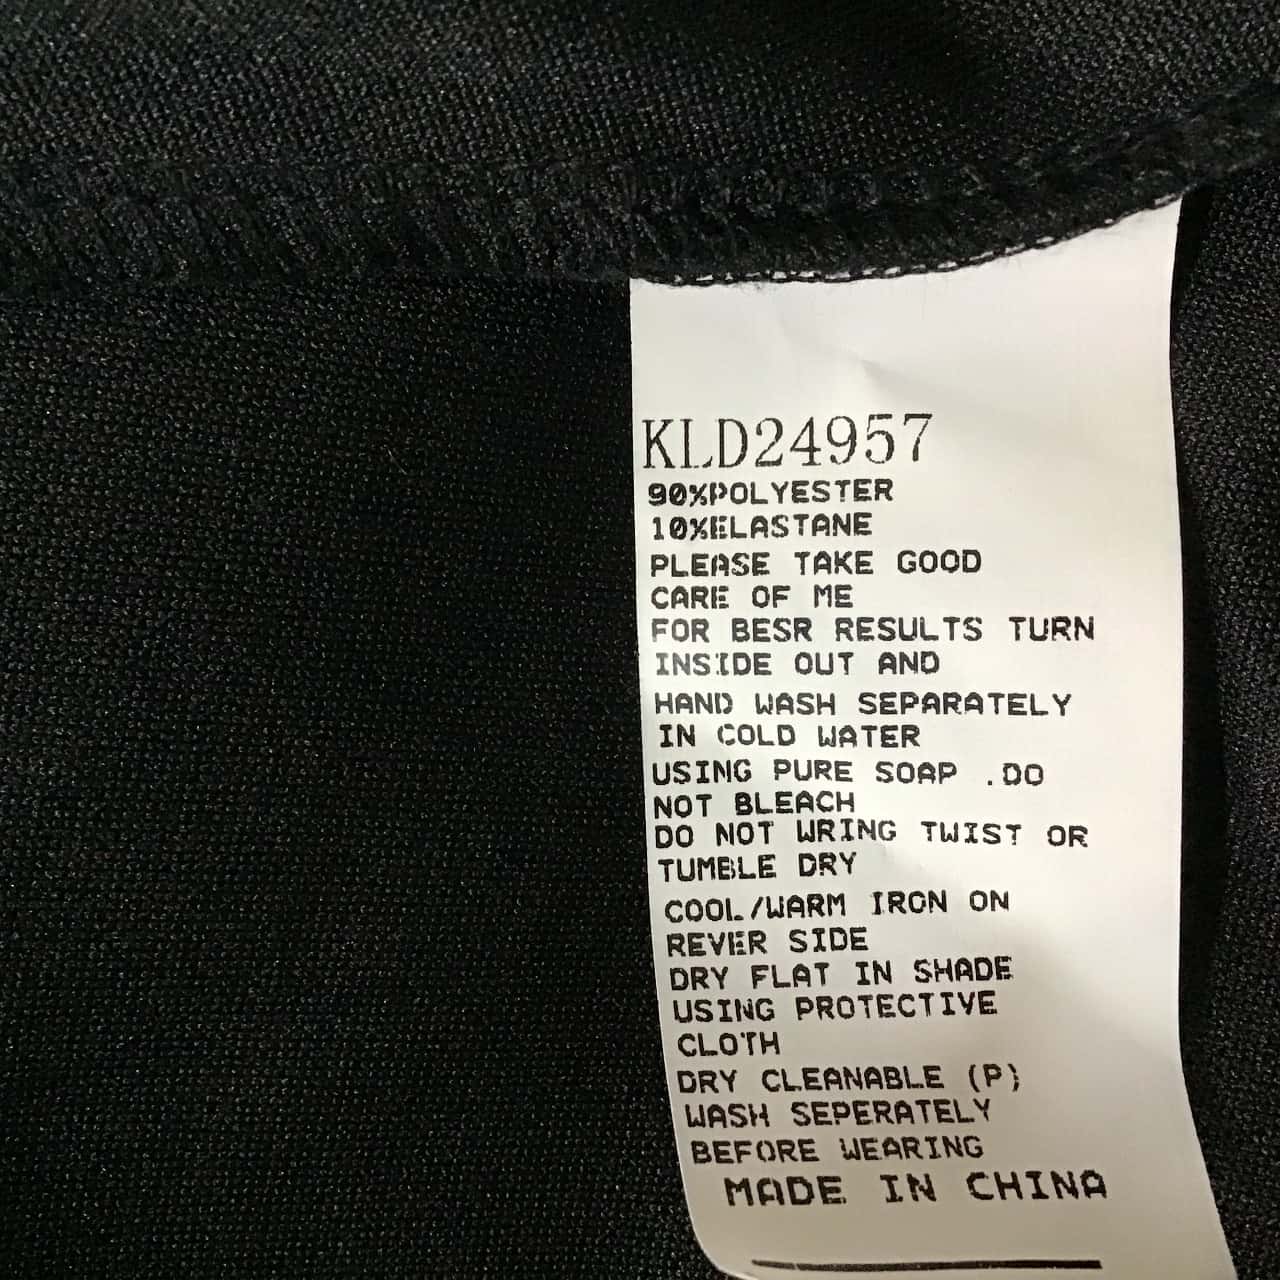 KLD24957
90%POLYESTER
10%ELASTANE
PLEASE TAKE GOOD
CARE OF ME
FOR BESR RESULTS TURN
INSIDE OUT AND
HAND WASH SEPARATELY
IN COLD WATER
USING PURE SOAP .DO
NOT BLEACH
DO NOT WRING TWIST OR
TUMBLE DRY
COOL/WARM IRON ON
REVER SIDE
DRY FLAT IN SHADE
USING PROTECTIVE
CLOTH
DRY CLEANABLE (P)
WASH SEPERATELY
BEFORE WEARING
MADE IN CHINA